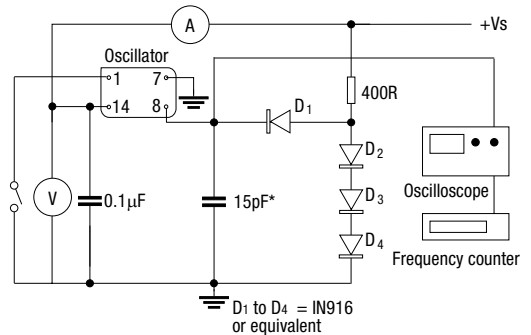 A
+Vs
Oscillator
1 7
14 8
400R
D1
D2
D3
D4
V
0.1µF
15pF*
Oscilloscope
Frequency counter
D1 to D4 = IN916
or equivalent